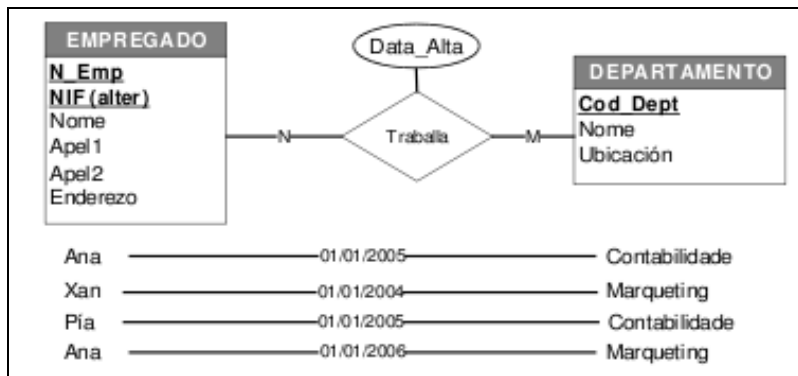 EMPREGADO
N_Emp
NIF (alter)
Nome
Apel1
Apel2
Enderezo
N
Data_Alta
Traballa
M
DEPARTAMENTO
Cod_Dept
Nome
Ubicación
Ana 01/01/2005 Contabilidade
Xan 01/01/2004 Marqueting
Pía 01/01/2005 Contabilidade
Ana 01/01/2006 Marqueting